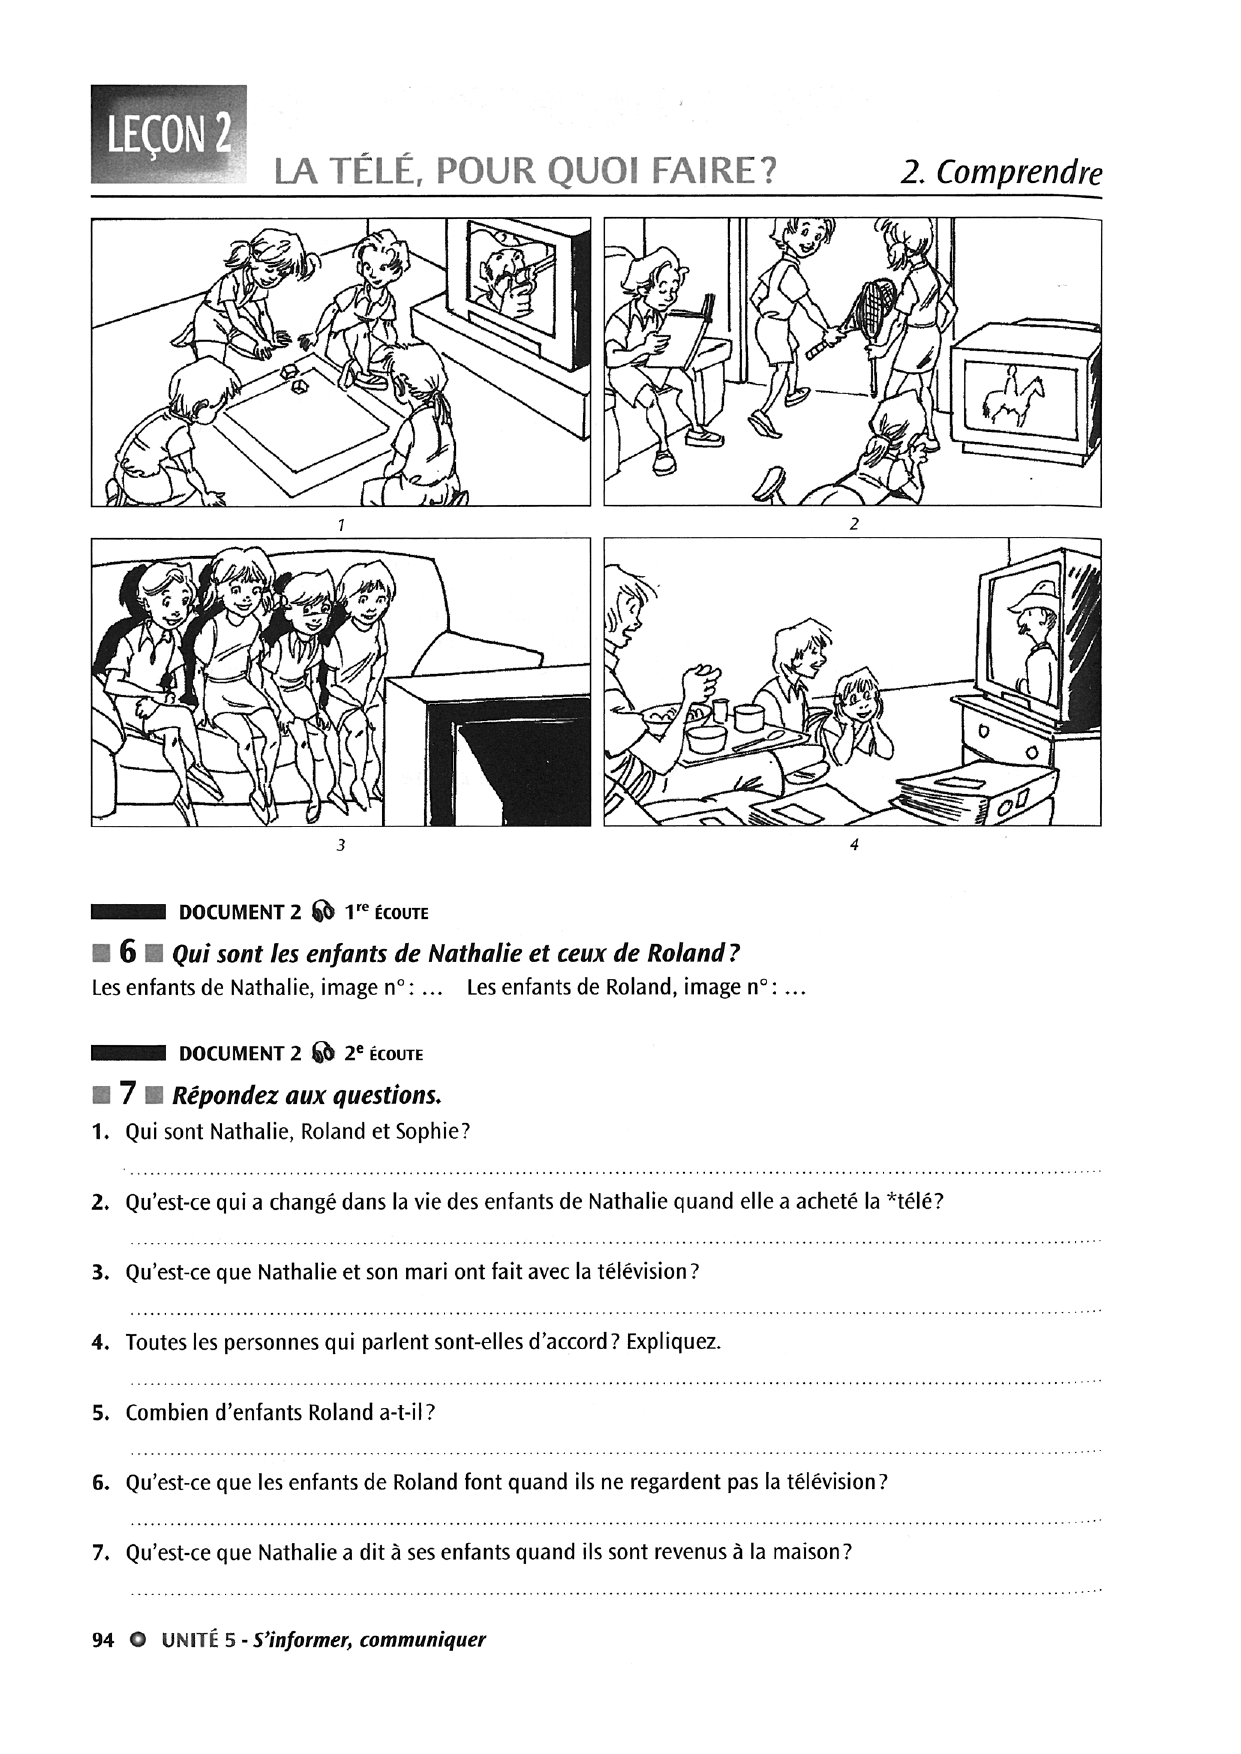 LEÇON 2
LA TÉLÉ, POUR QUOI FAIRE?
2. Comprendre
1
2
3
4
DOCUMENT 2 1re ÉCOUTE
6 Qui sont les enfants de Nathalie et ceux de Roland?
Les enfants de Nathalie, image n°: ... Les enfants de Roland, image n°: ...
DOCUMENT 2 2e ÉCOUTE
7 Répondez aux questions.
1. Qui sont Nathalie, Roland et Sophie?
2. Qu'est-ce qui a changé dans la vie des enfants de Nathalie quand elle a acheté la *télé?
3. Qu'est-ce que Nathalie et son mari ont fait avec la télévision?
4. Toutes les personnes qui parlent sont-elles d'accord? Expliquez.
5. Combien d'enfants Roland a-t-il?
6. Qu'est-ce que les enfants de Roland font quand ils ne regardent pas la télévision?
7. Qu'est-ce que Nathalie a dit à ses enfants quand ils sont revenus à la maison?
94 UNITÉ 5 - S'informer, communiquer